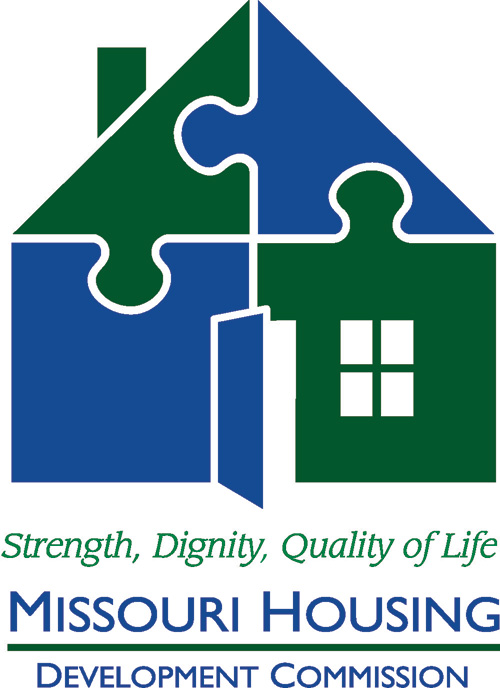 Strength, Dignity, Quality of Life
MISSOURI HOUSING
DEVELOPMENT COMMISSION